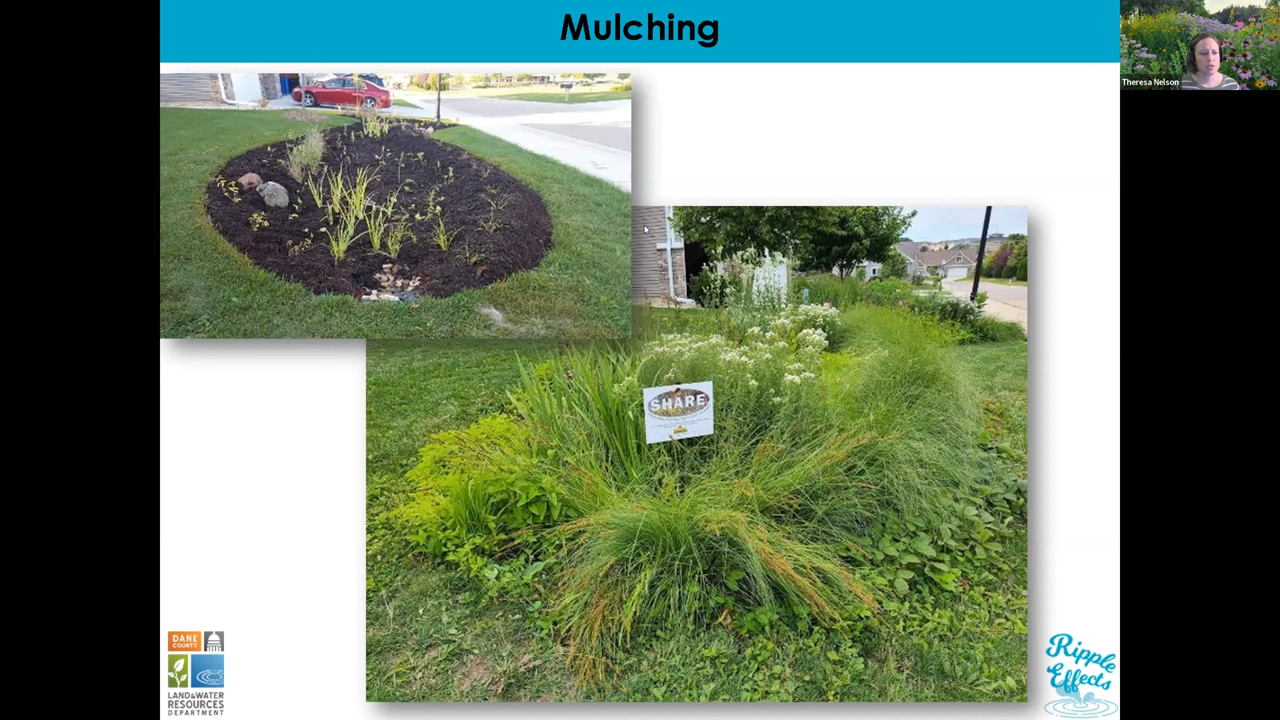 Mulching
Theresa Nelson
SHARE
DANE
COUNTY
LAND & WATER
RESOURCES
DEPARTMENT
Ripple
Effects